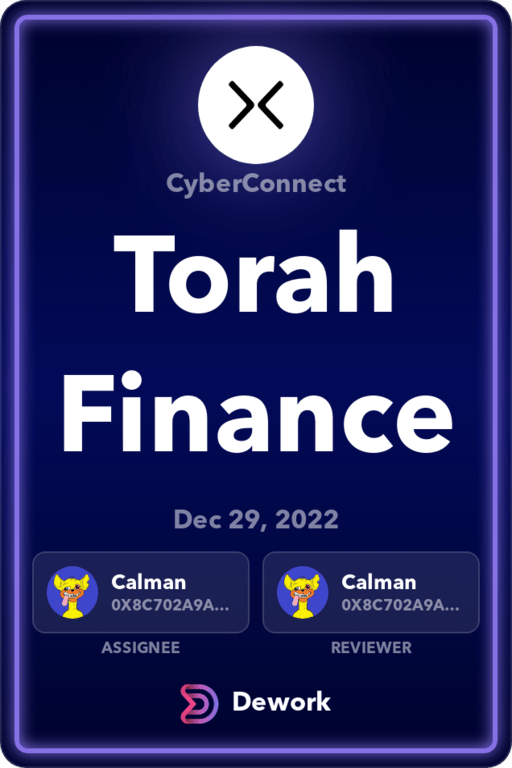 CyberConnect
Torah
Finance
Dec 29, 2022
Calman
0X8C702A9A...
ASSIGNEE
Calman
0X8C702A9A...
REVIEWER
Dework